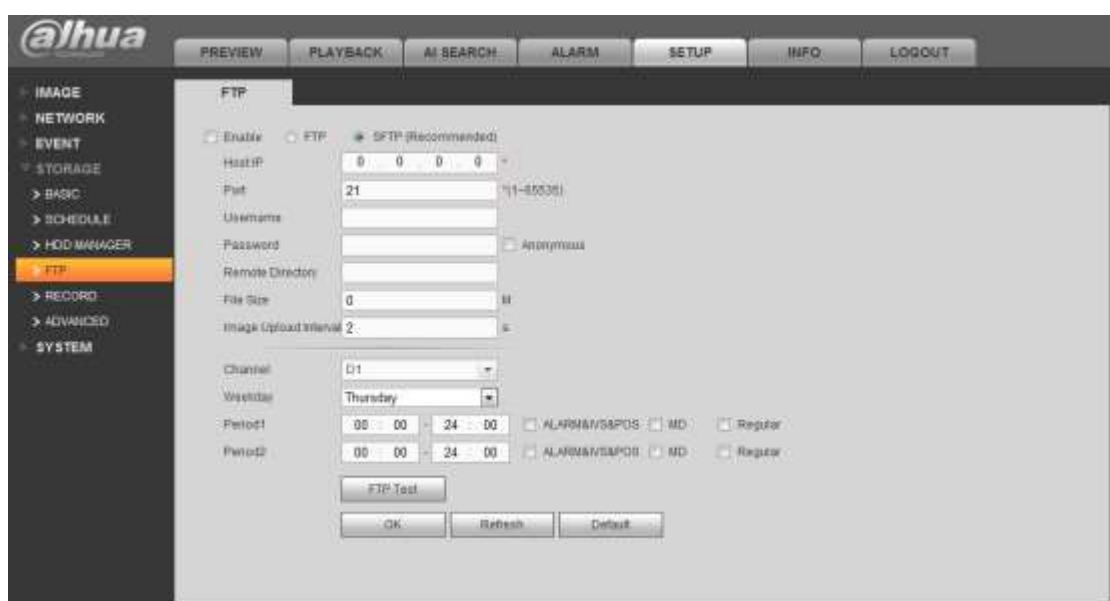 alhua
PREVIEW PLAYBACK AI SEARCH ALARM SETUP INFO LOGOUT
IMAGE
NETWORK
EVENT
STORAGE
> BASIC
> SCHEDULE
> HDD MANAGER
> FTP
> RECORD
> ADVANCED
SYSTEM
FTP
Enable FTP SFTP (Recommended)
Host IP 0 . 0 . 0 . 0 *
Port 21 *(1~65535)
Username
Password Anonymous
Remote Directory
File Size 0 M
Image Upload Interval 2 s
Channel D1
Weekday Thursday
Period1 00 : 00 - 24 : 00 ALARM&IVS&POS MD Regular
Period2 00 : 00 - 24 : 00 ALARM&IVS&POS MD Regular
FTP Test
OK Refresh Default